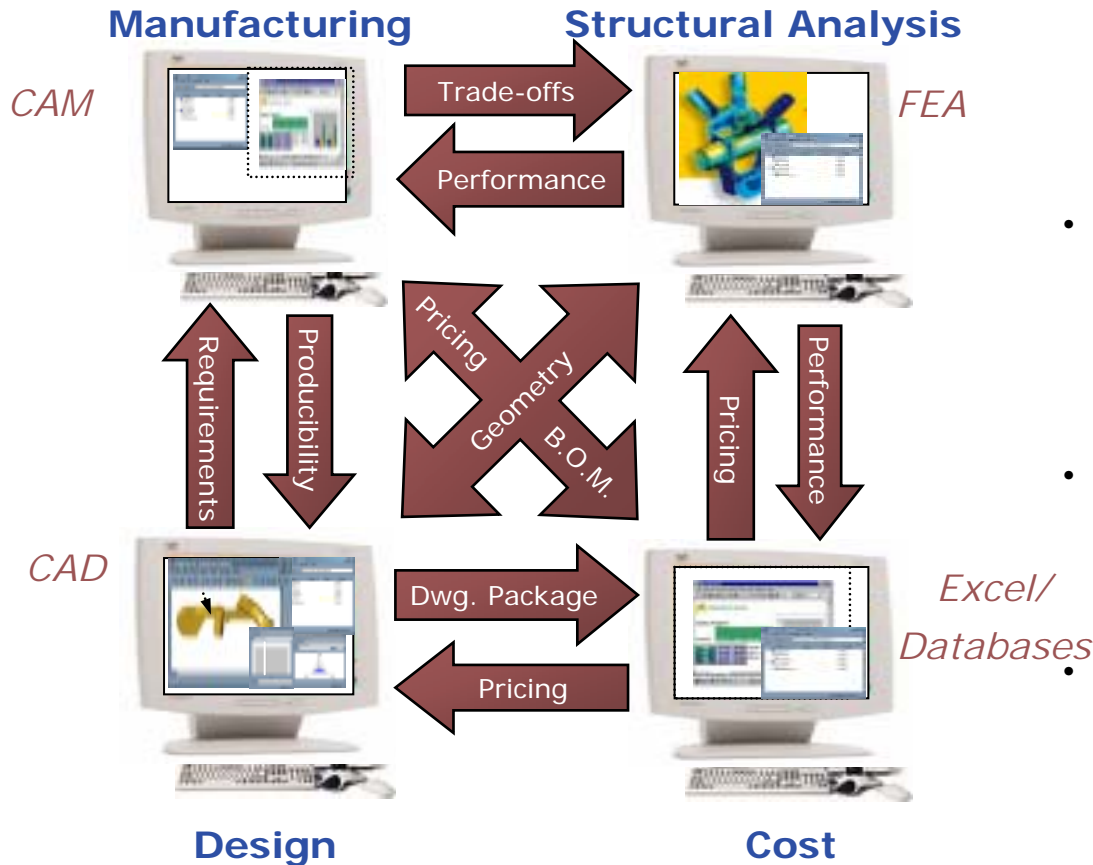 Manufacturing
Structural Analysis
CAM
Trade-offs
FEA
Performance
•
Requirements
Producibility
Pricing
Geometry
B.O.M.
Pricing
Performance
•
CAD
Dwg. Package
Excel/
Databases
•
Pricing
Design
Cost